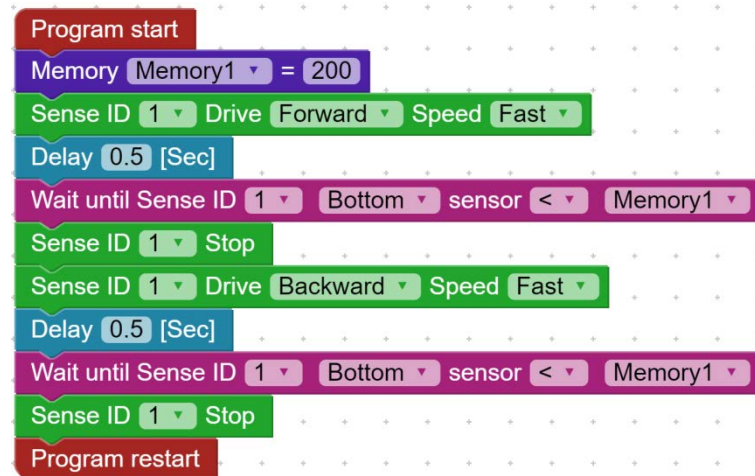 Program start
Memory Memory1 = 200
Sense ID 1 Drive Forward Speed Fast
Delay 0.5 [Sec]
Wait until Sense ID 1 Bottom sensor < Memory1
Sense ID 1 Stop
Sense ID 1 Drive Backward Speed Fast
Delay 0.5 [Sec]
Wait until Sense ID 1 Bottom sensor < Memory1
Sense ID 1 Stop
Program restart